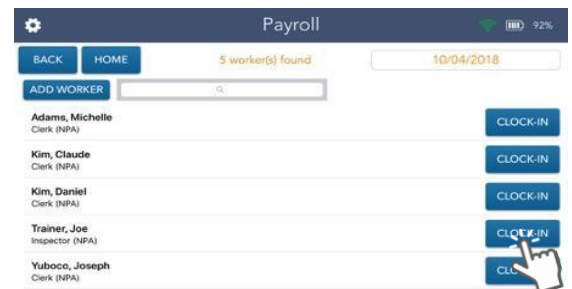 Payroll 92%
BACK HOME 5 worker(s) found 10/04/2018
ADD WORKER
Adams, Michelle
Clerk (NPA) CLOCK-IN
Kim, Claude
Clerk (NPA) CLOCK-IN
Kim, Daniel
Clerk (NPA) CLOCK-IN
Trainer, Joe
Inspector (NPA) CLOCK-IN
Yuboco, Joseph
Clerk (NPA)